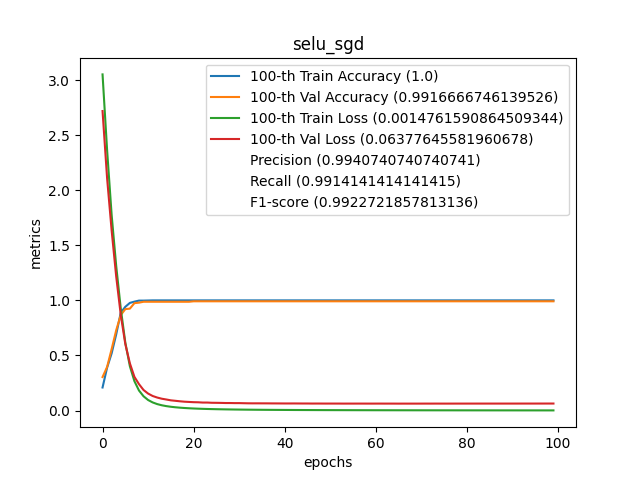 selu_sgd
100-th Train Accuracy (1.0)
100-th Val Accuracy (0.9916666746139526)
100-th Train Loss (0.0014761590864509344)
100-th Val Loss (0.06377645581960678)
Precision (0.9940740740740741)
Recall (0.9914141414141415)
F1-score (0.9922721857813136)
metrics
3.0
2.5
2.0
1.5
1.0
0.5
0.0
0 20 40 60 80 100
epochs